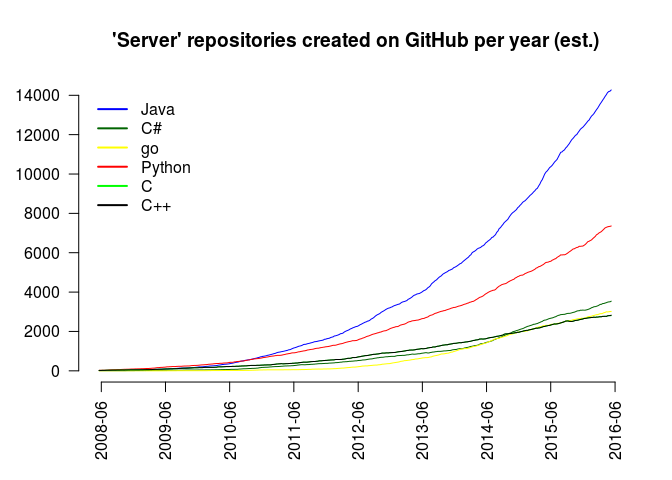 'Server' repositories created on GitHub per year (est.)
14000
12000
10000
8000
6000
4000
2000
0
Java
C#
go
Python
C
C++
2008-06
2009-06
2010-06
2011-06
2012-06
2013-06
2014-06
2015-06
2016-06